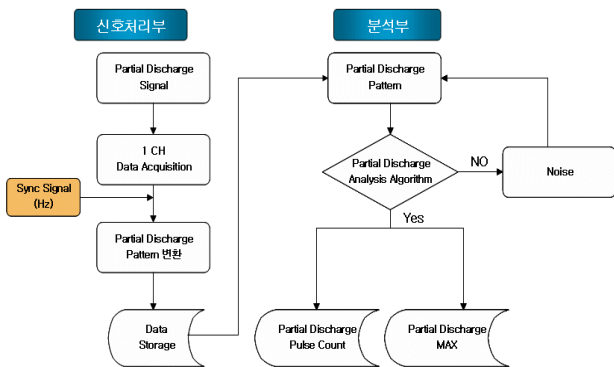 신호처리부
Partial Discharge
Signal
1 CH
Data Acquisition
Sync Signal
(Hz)
Partial Discharge
Pattern 변환
Data
Storage
분석부
Partial Discharge
Pattern
Partial Discharge
Analysis Algorithm
NO
Noise
Yes
Partial Discharge
Pulse Count
Partial Discharge
MAX